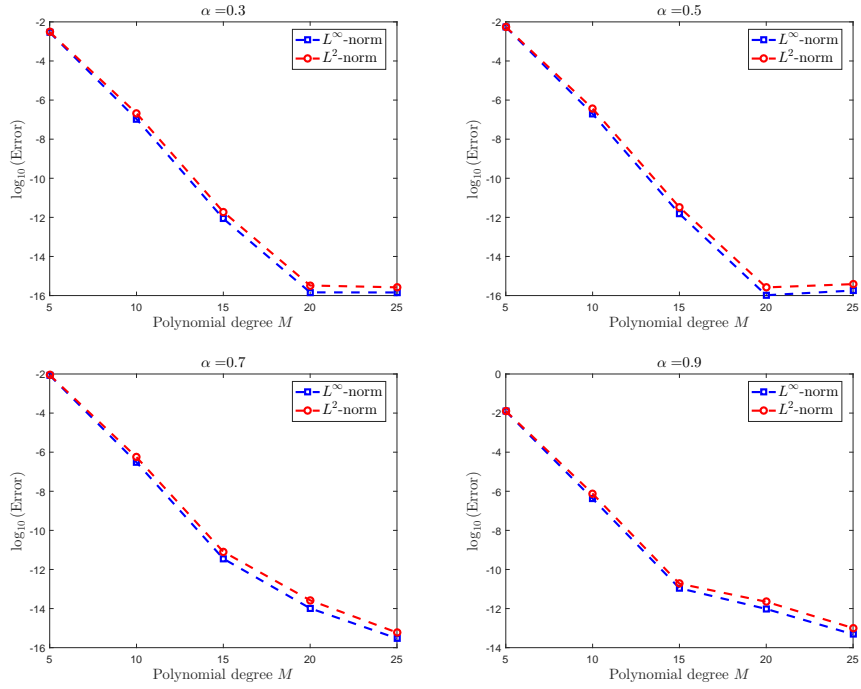 α =0.3
-2
-4
-6
-8
-10
-12
-14
-16
log₁₀(Error)
L^∞-norm
L²-norm
5
10
15
20
25
Polynomial degree M
α =0.5
-2
-4
-6
-8
-10
-12
-14
-16
log₁₀(Error)
L^∞-norm
L²-norm
5
10
15
20
25
Polynomial degree M
α =0.7
-2
-4
-6
-8
-10
-12
-14
-16
log₁₀(Error)
L^∞-norm
L²-norm
5
10
15
20
25
Polynomial degree M
α =0.9
0
-2
-4
-6
-8
-10
-12
-14
log₁₀(Error)
L^∞-norm
L²-norm
5
10
15
20
25
Polynomial degree M